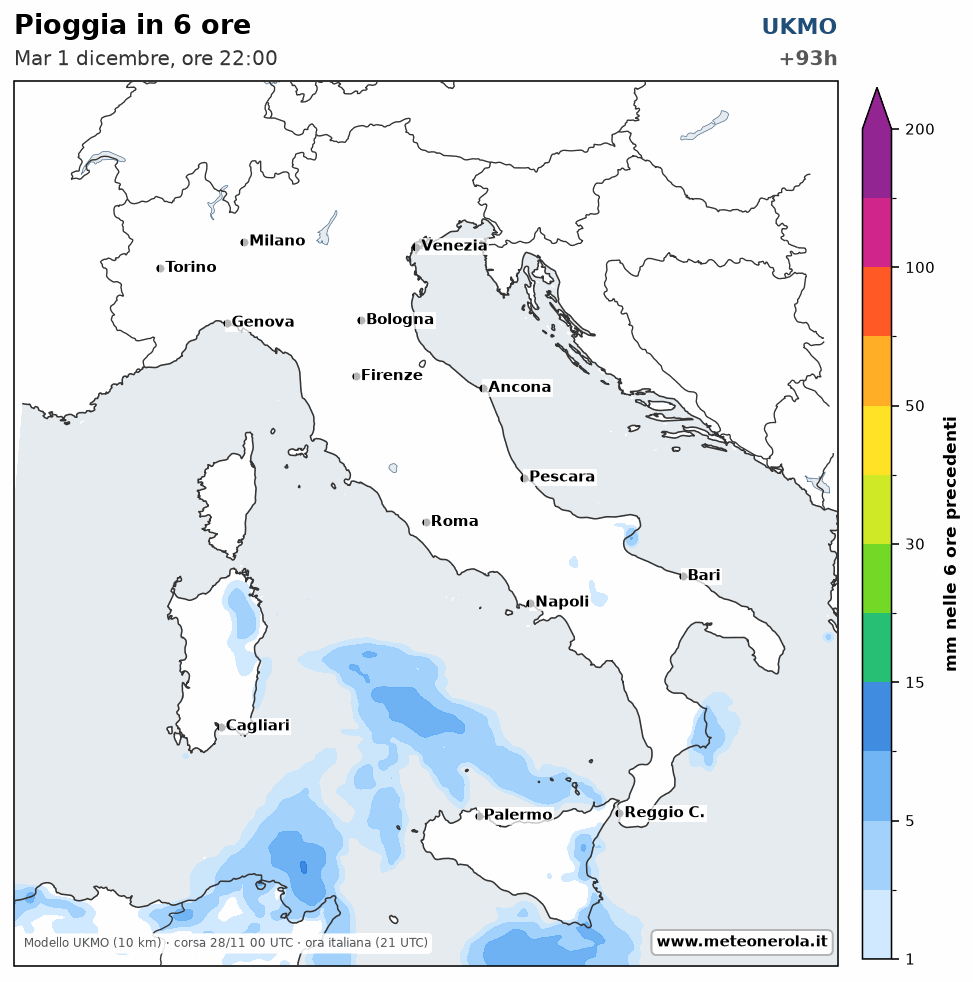 Pioggia in 6 ore
UKMO
Mar 1 dicembre, ore 22:00
+93h
Milano
Venezia
Torino
Genova
Bologna
Firenze
Ancona
Pescara
Roma
Bari
Napoli
Cagliari
Palermo
Reggio C.
Modello UKMO (10 km) · corsa 28/11 00 UTC · ora italiana (21 UTC)
www.meteonerola.it
200
100
50
30
15
5
1
mm nelle 6 ore precedenti